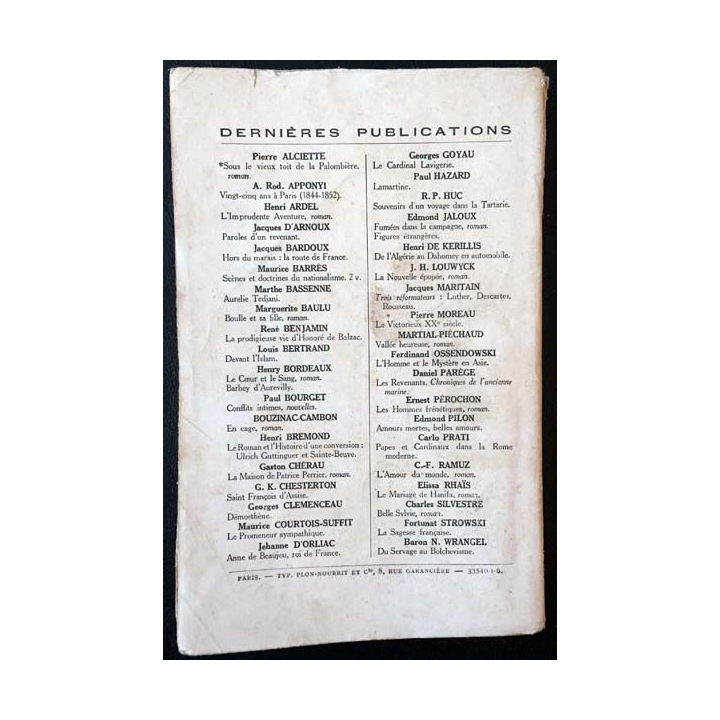 DERNIÈRES PUBLICATIONS
Pierre ALCIETTE
*Sous le vieux toit de la Palombière,
roman.
A. Rod. APPONYI
Vingt-cinq ans à Paris (1844-1852).
Henri ARDEL
L'Imprudente Aventure, roman.
Jacques D'ARNOUX
Paroles d'un revenant.
Jacques BARDOUX
Hors du marais : la route de France.
Maurice BARRÈS
Scènes et doctrines du nationalisme. 2 v.
Marthe BASSENNE
Aurelie Tedjani.
Marguerite BAULU
Boulle et sa fille, roman.
René BENJAMIN
La prodigieuse vie d'Honoré de Balzac.
Louis BERTRAND
Devant l'Islam.
Henry BORDEAUX
Le Cœur et le Sang, roman.
Barbey d'Aurevilly.
Paul BOURGET
Conflits intimes, nouvelles.
BOUZINAC-CAMBON
En cage, roman.
Henri BREMOND
Le Roman et l'Histoire d'une conversion :
Ulrich Guttinguer et Sainte-Beuve.
Gaston CHÉRAU
La Maison de Patrice Perrier, roman.
G. K. CHESTERTON
Saint François d'Assise.
Georges CLEMENCEAU
Démosthène.
Maurice COURTOIS-SUFFIT
Le Promeneur sympathique.
Jehanne D'ORLIAC
Anne de Beaujeu, roi de France.
Georges GOYAU
Le Cardinal Lavigerie.
Paul HAZARD
Lamartine.
R. P. HUC
Souvenirs d'un voyage dans la Tartarie.
Edmond JALOUX
Fumées dans la campagne, roman.
Figures étrangères.
Henri DE KERILLIS
De l'Algérie au Dahomey en automobile.
J. H. LOUWYCK
La Nouvelle épopée, roman.
Jacques MARITAIN
Trois réformateurs : Luther, Descartes,
Rousseau.
* Pierre MOREAU
Le Victorieux XXe siècle.
MARTIAL-PIÉCHAUD
Vallée heureuse, roman.
Ferdinand OSSENDOWSKI
L'Homme et le Mystère en Asie.
Daniel PARÈGE
Les Revenants. Chroniques de l'ancienne
marine.
Ernest PÉROCHON
Les Hommes frénétiques, roman.
Edmond PILON
Amours mortes, belles amours.
Carlo PRATI
Papes et Cardinaux dans la Rome
moderne.
C.-F. RAMUZ
L'Amour du monde, roman.
Elissa RHAÏS
Le Mariage de Hanifa, roman.
Charles SILVESTRE
Belle Sylvie, roman.
Fortunat STROWSKI
La Sagesse française.
Baron N. WRANGEL
Du Servage au Bolchevisme.
PARIS. — TYP. PLON-NOURRIT ET Cie, 8, RUE GARANCIÈRE — 33540-1-6.